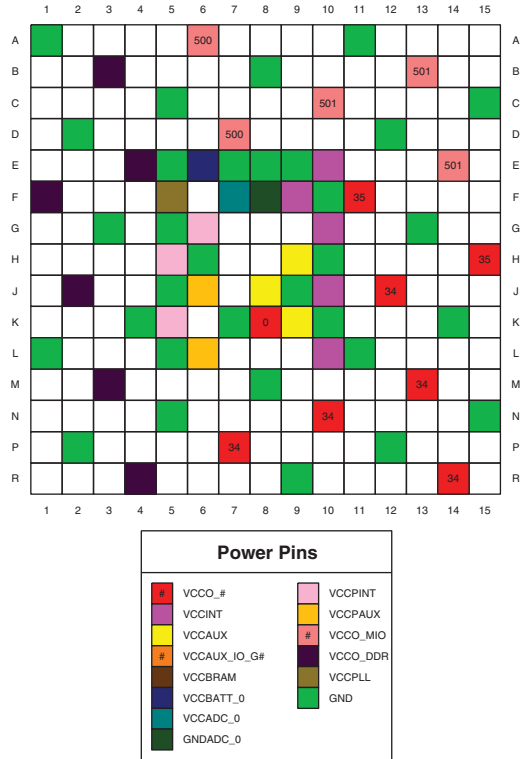 1 2 3 4 5 6 7 8 9 10 11 12 13 14 15
A 500 A
B 501 B
C 501 C
D 500 D
E 501 E
F 35 F
G G
H 35 H
J 34 J
K 0 K
L L
M 34 M
N 34 N
P 34 P
R 34 R
1 2 3 4 5 6 7 8 9 10 11 12 13 14 15
Power Pins
# VCCO_# VCCPINT
VCCINT VCCPAUX
VCCAUX # VCCO_MIO
# VCCAUX_IO_G# VCCO_DDR
VCCBRAM VCCPLL
VCCBATT_0 GND
VCCADC_0
GNDADC_0